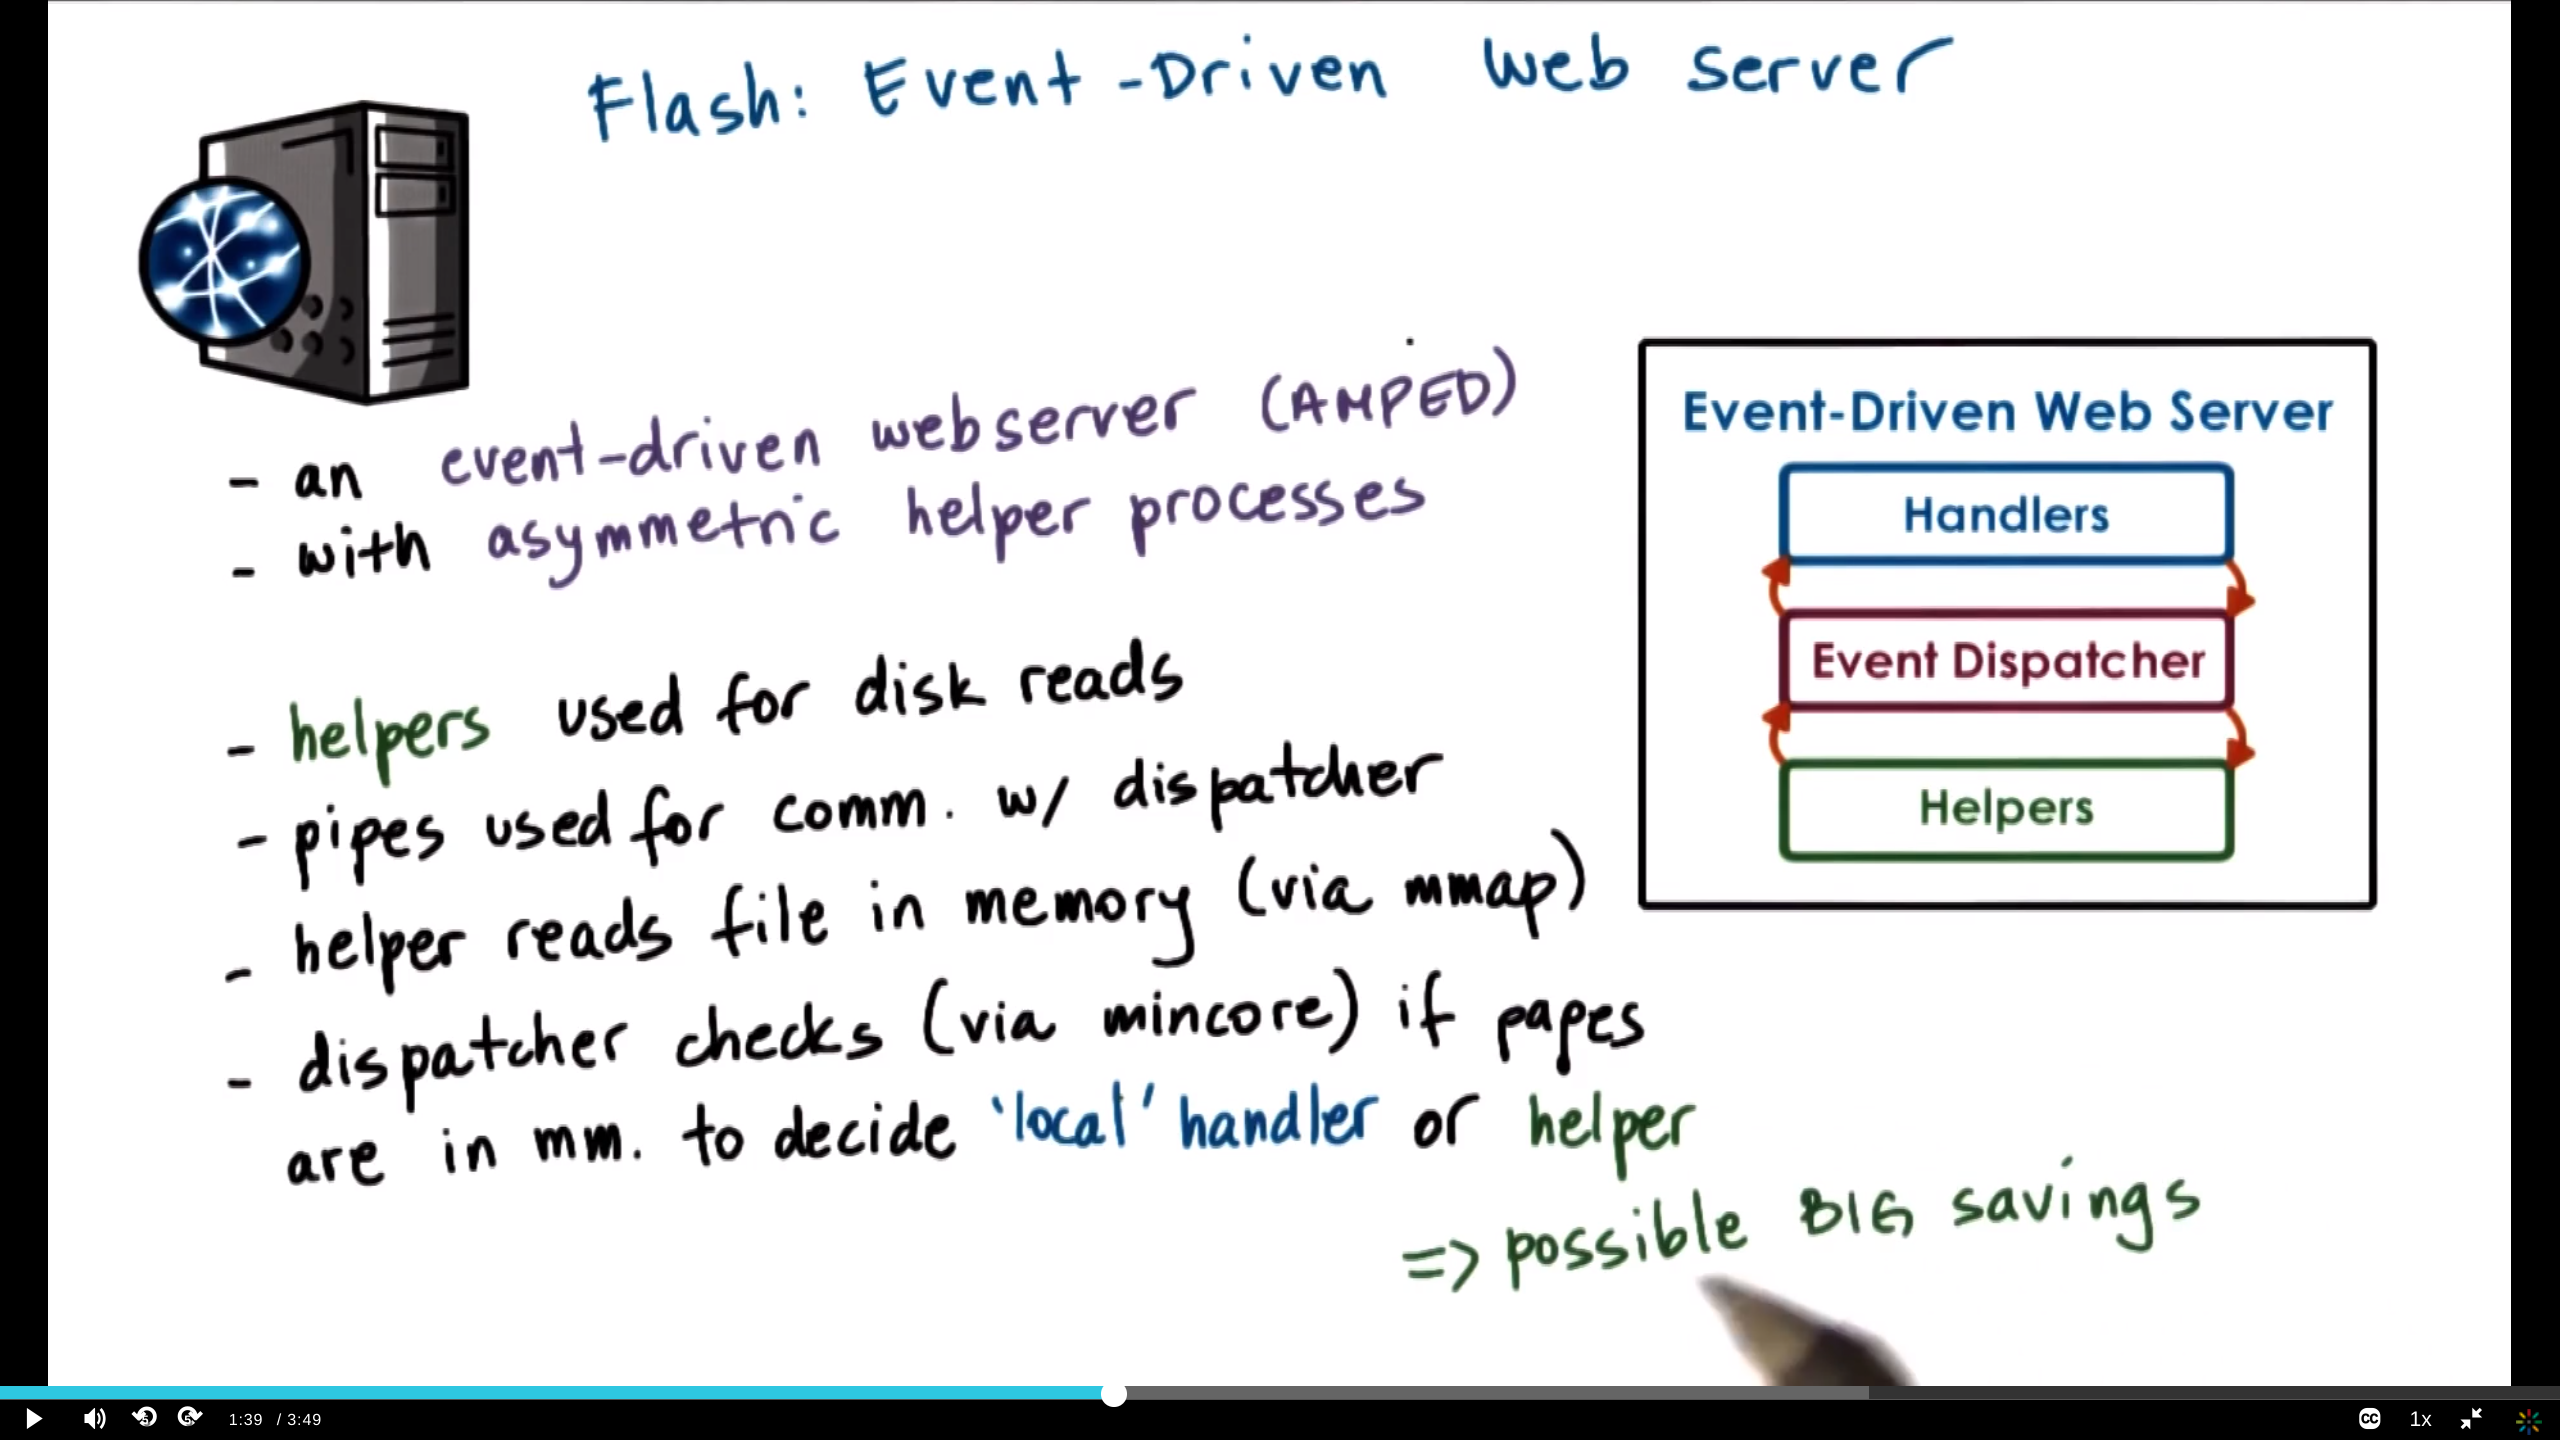 Flash: Event-Driven Web Server
- an event-driven webserver (AMPED)
- with asymmetric helper processes
- helpers used for disk reads
- pipes used for comm. w/ dispatcher
- helper reads file in memory (via mmap)
- dispatcher checks (via mincore) if pages
are in mm. to decide 'local' handler or helper
=> possible BIG savings
Event-Driven Web Server
Handlers
Event Dispatcher
Helpers
1:39 / 3:49
CC
1x